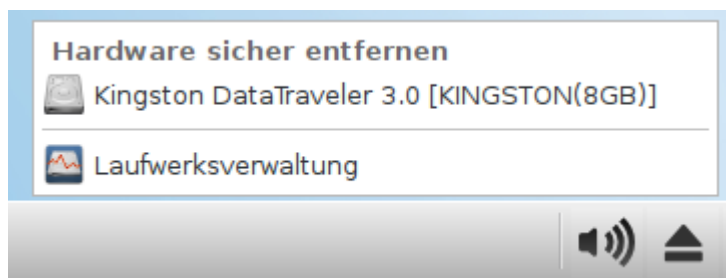 Hardware sicher entfernen
Kingston DataTraveler 3.0 [KINGSTON(8GB)]
Laufwerksverwaltung